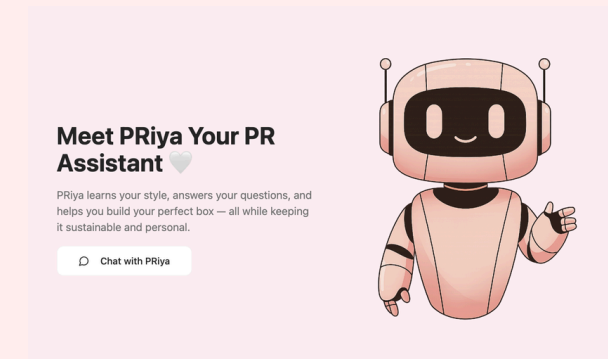 Meet PRiya Your PR
Assistant 🤍
PRiya learns your style, answers your questions, and
helps you build your perfect box — all while keeping
it sustainable and personal.
Chat with PRiya